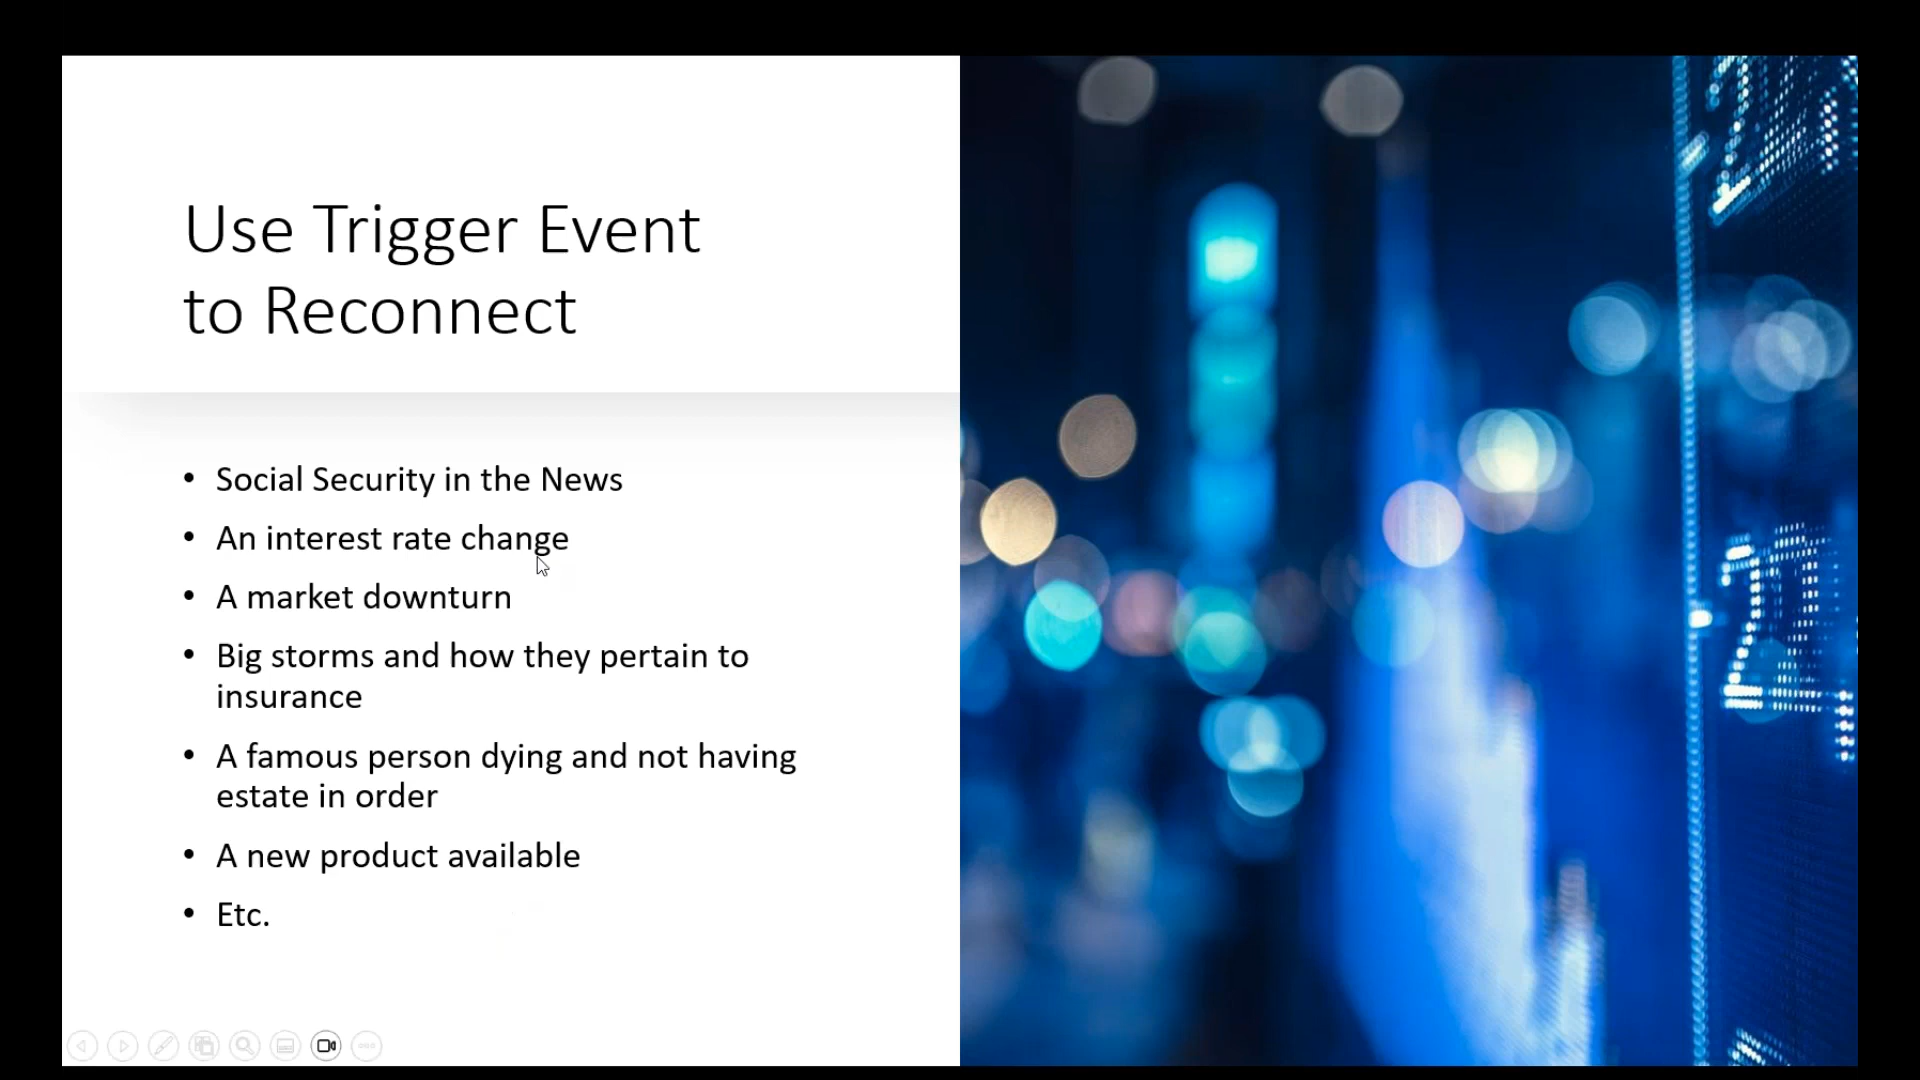 Use Trigger Event
to Reconnect
• Social Security in the News
• An interest rate change
• A market downturn
• Big storms and how they pertain to
insurance
• A famous person dying and not having
estate in order
• A new product available
• Etc.